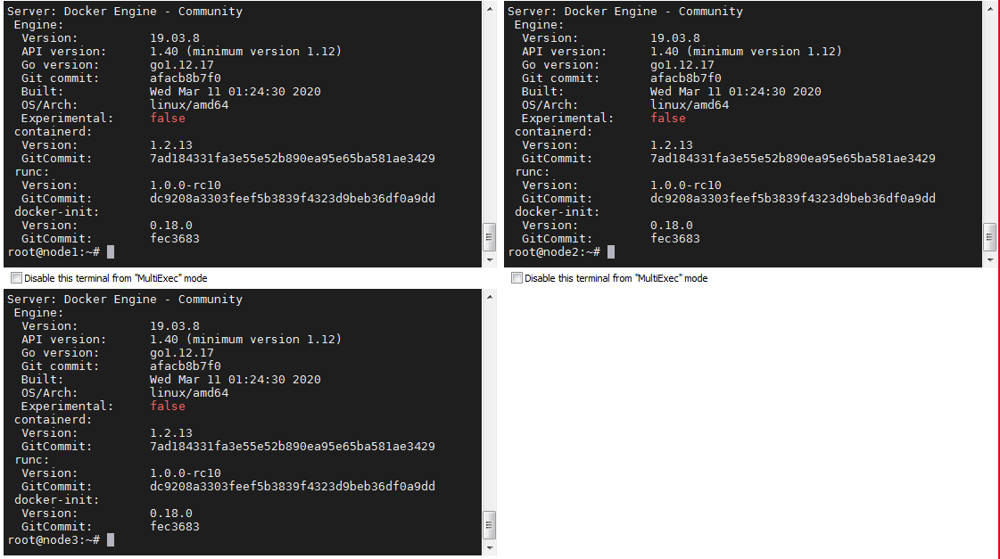 Server: Docker Engine - Community
Engine:
Version: 19.03.8
API version: 1.40 (minimum version 1.12)
Go version: go1.12.17
Git commit: afacb8b7f0
Built: Wed Mar 11 01:24:30 2020
OS/Arch: linux/amd64
Experimental: false
containerd:
Version: 1.2.13
GitCommit: 7ad184331fa3e55e52b890ea95e65ba581ae3429
runc:
Version: 1.0.0-rc10
GitCommit: dc9208a3303feef5b3839f4323d9beb36df0a9dd
docker-init:
Version: 0.18.0
GitCommit: fec3683
root@node1:~#
Disable this terminal from "MultiExec" mode
Server: Docker Engine - Community
Engine:
Version: 19.03.8
API version: 1.40 (minimum version 1.12)
Go version: go1.12.17
Git commit: afacb8b7f0
Built: Wed Mar 11 01:24:30 2020
OS/Arch: linux/amd64
Experimental: false
containerd:
Version: 1.2.13
GitCommit: 7ad184331fa3e55e52b890ea95e65ba581ae3429
runc:
Version: 1.0.0-rc10
GitCommit: dc9208a3303feef5b3839f4323d9beb36df0a9dd
docker-init:
Version: 0.18.0
GitCommit: fec3683
root@node2:~#
Disable this terminal from "MultiExec" mode
Server: Docker Engine - Community
Engine:
Version: 19.03.8
API version: 1.40 (minimum version 1.12)
Go version: go1.12.17
Git commit: afacb8b7f0
Built: Wed Mar 11 01:24:30 2020
OS/Arch: linux/amd64
Experimental: false
containerd:
Version: 1.2.13
GitCommit: 7ad184331fa3e55e52b890ea95e65ba581ae3429
runc:
Version: 1.0.0-rc10
GitCommit: dc9208a3303feef5b3839f4323d9beb36df0a9dd
docker-init:
Version: 0.18.0
GitCommit: fec3683
root@node3:~#